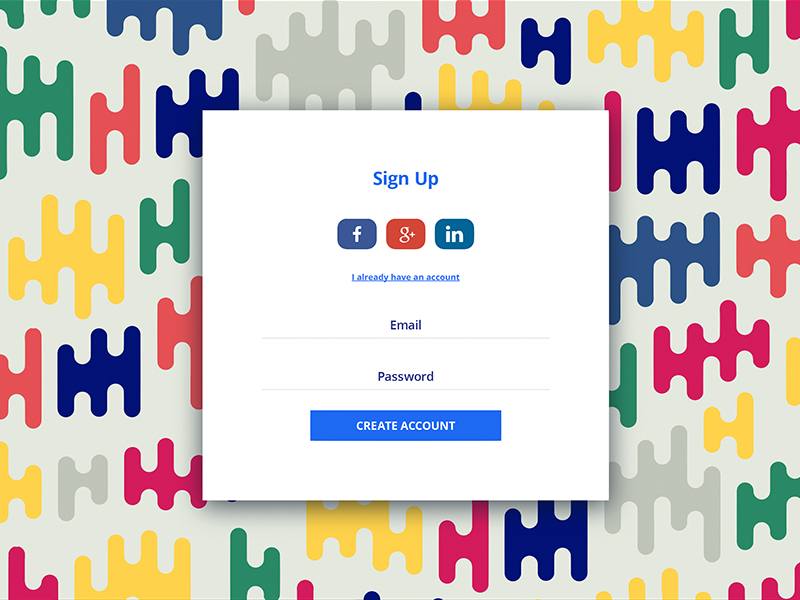 Sign Up
f g+ in
I already have an account
Email
Password
CREATE ACCOUNT